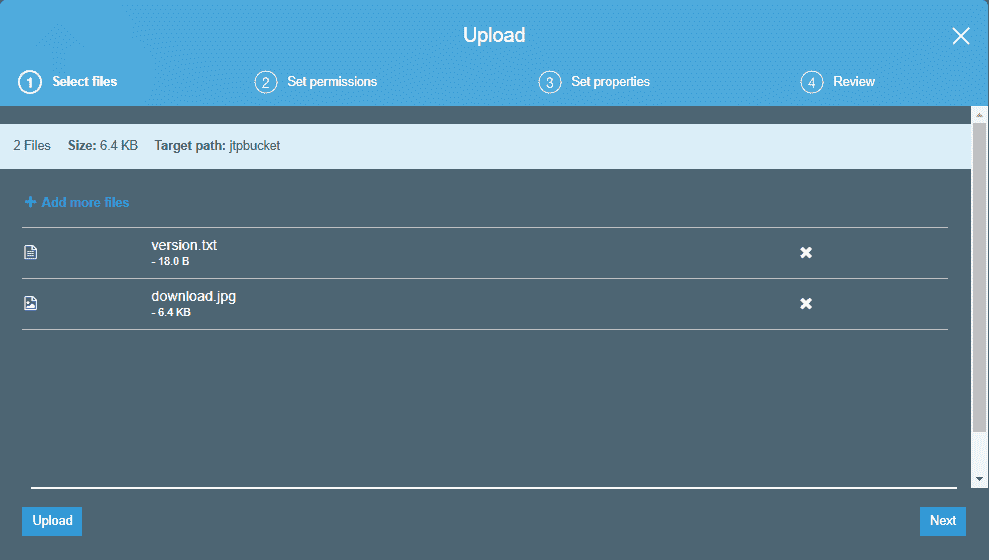 Upload
1 Select files 2 Set permissions 3 Set properties 4 Review
2 Files Size: 6.4 KB Target path: jtpbucket
Add more files
version.txt
- 18.0 B
download.jpg
- 6.4 KB
Upload Next